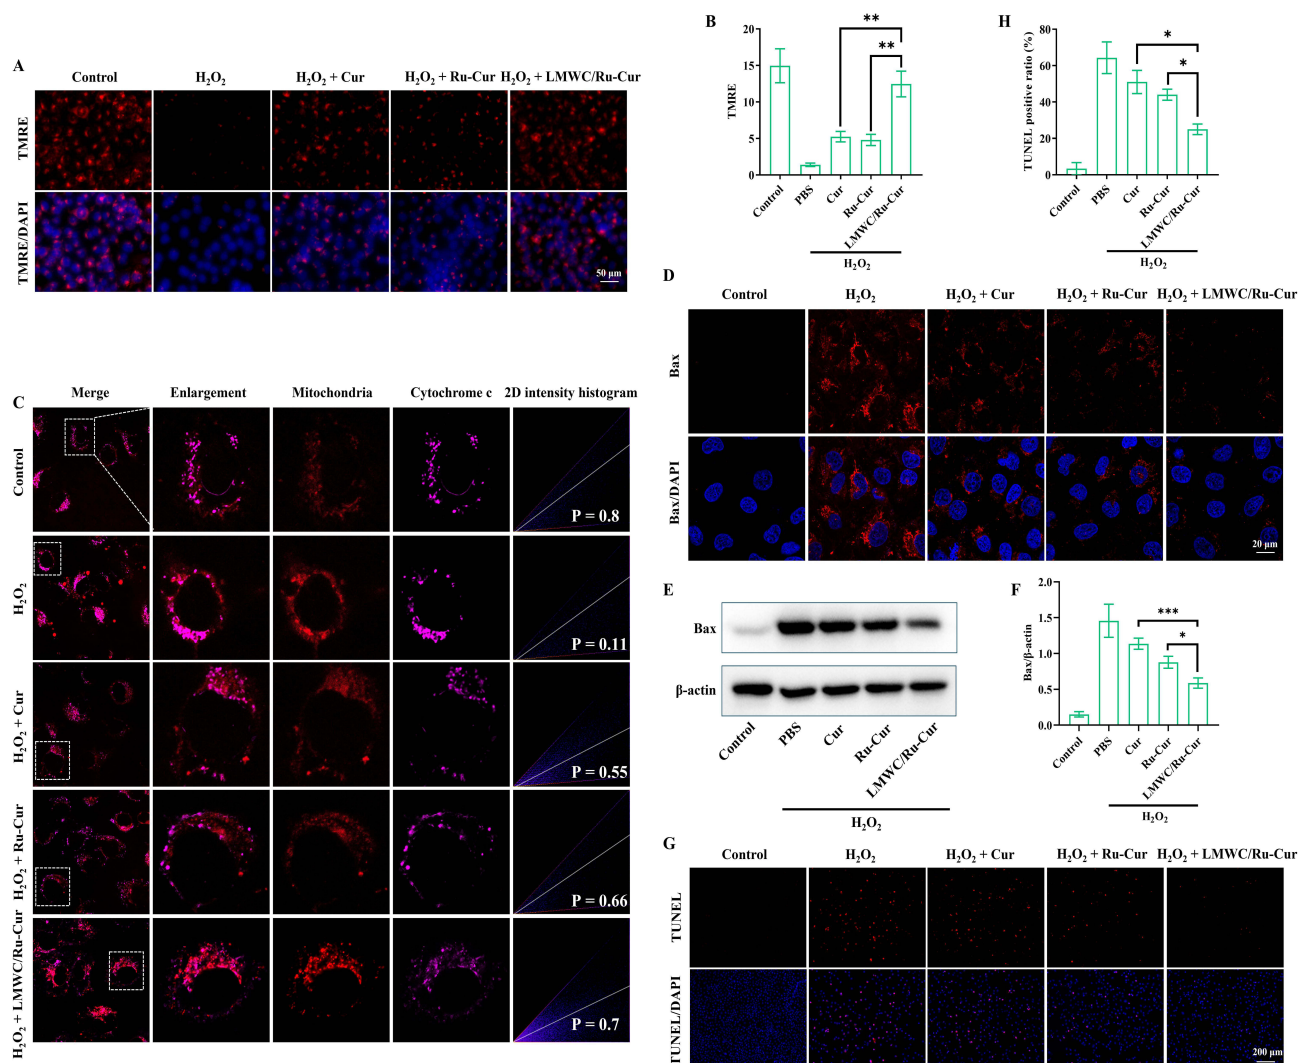 A
Control
H₂O₂
H₂O₂ + Cur
H₂O₂ + Ru-Cur
H₂O₂ + LMWC/Ru-Cur
TMRE
TMRE/DAPI
50 μm
B
TMRE
20
15
10
5
0
**
**
Control
PBS
Cur
Ru-Cur
LMWC/Ru-Cur
H₂O₂
H
TUNEL positive ratio (%)
80
60
40
20
0
*
*
Control
PBS
Cur
Ru-Cur
LMWC/Ru-Cur
H₂O₂
C
Merge
Enlargement
Mitochondria
Cytochrome c
2D intensity histogram
Control
P = 0.8
H₂O₂
P = 0.11
H₂O₂ + Cur
P = 0.55
H₂O₂ + Ru-Cur
P = 0.66
H₂O₂ + LMWC/Ru-Cur
P = 0.7
D
Control
H₂O₂
H₂O₂ + Cur
H₂O₂ + Ru-Cur
H₂O₂ + LMWC/Ru-Cur
Bax
Bax/DAPI
20 μm
E
Bax
β-actin
Control
PBS
Cur
Ru-Cur
LMWC/Ru-Cur
H₂O₂
F
Bax/β-actin
2.0
1.5
1.0
0.5
0.0
***
*
Control
PBS
Cur
Ru-Cur
LMWC/Ru-Cur
H₂O₂
G
Control
H₂O₂
H₂O₂ + Cur
H₂O₂ + Ru-Cur
H₂O₂ + LMWC/Ru-Cur
TUNEL
TUNEL/DAPI
200 μm